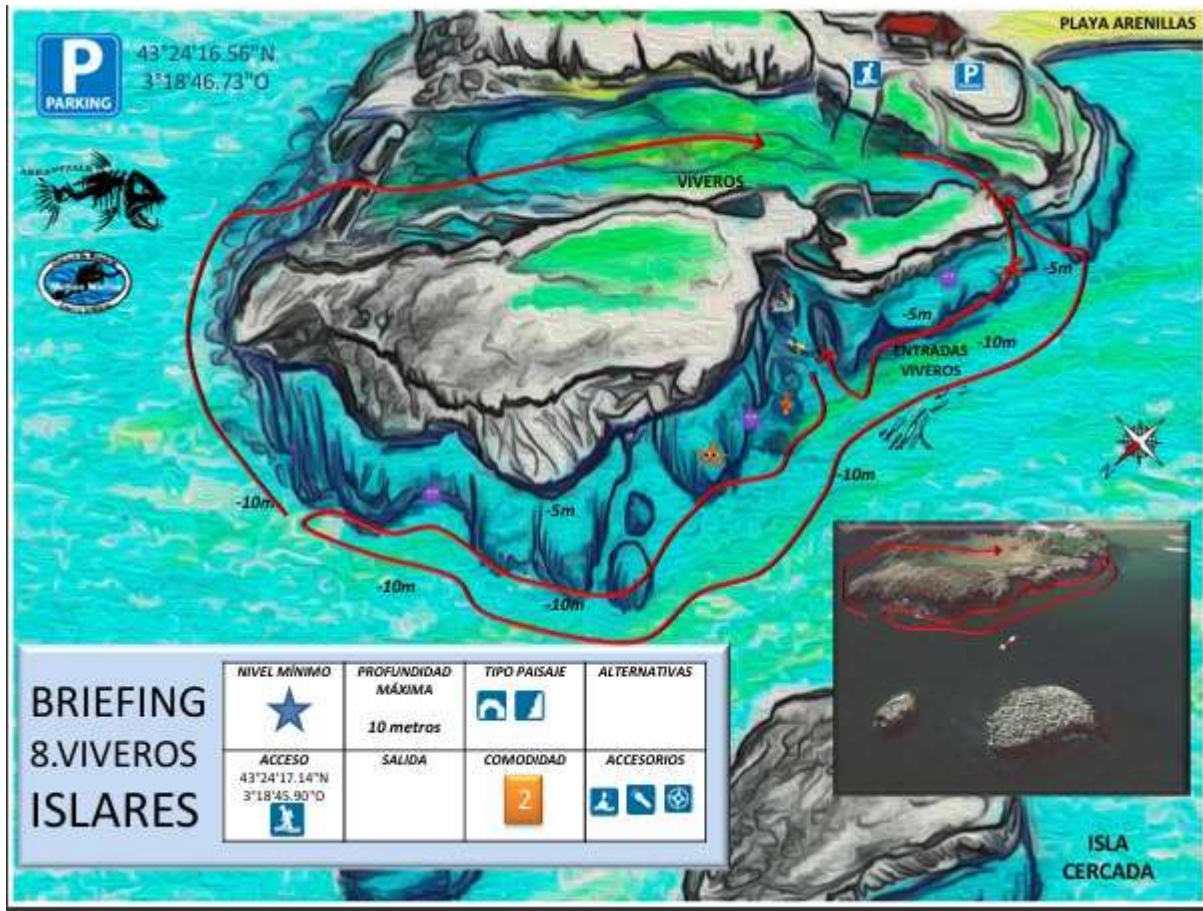 PLAYA ARENILLAS
P
PARKING
43°24'16.56"N
3°18'46.73"O
P
VIVEROS
-5m
-5m
-10m
ENTRADAS
VIVEROS
-10m
-10m
-5m
-10m
-10m
BRIEFING
8.VIVEROS
ISLARES
NIVEL MÍNIMO
PROFUNDIDAD
MÁXIMA
10 metros
TIPO PAISAJE
ALTERNATIVAS
ACCESO
43°24'17.14"N
3°18'45.90"O
SALIDA
COMODIDAD
2
ACCESORIOS
ISLA
CERCADA